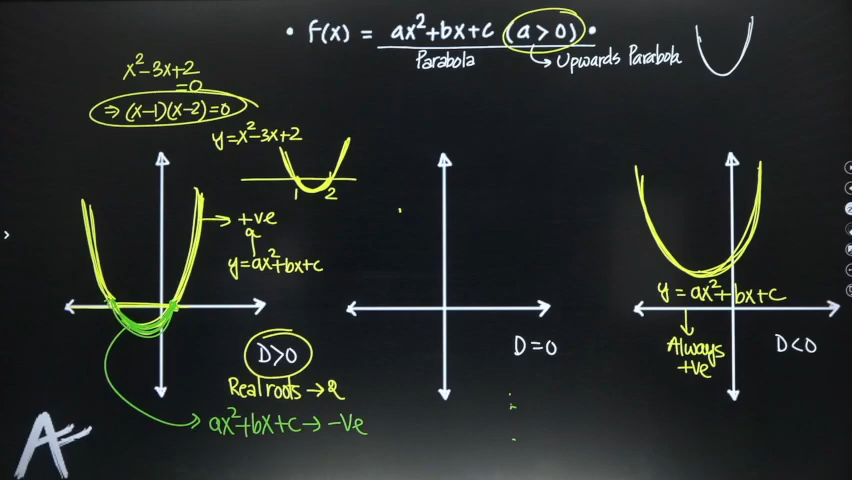 • f(x) = ax²+bx+c (a>0) •
Parabola
Upwards Parabola
x²-3x+2
=0
⇒ (x-1)(x-2)=0
y=x²-3x+2
1 2
+ve
a
y=ax²+bx+c
D>0
Real roots → 2
ax²+bx+c → -ve
D=0
y=ax²+bx+c
Always
+ve
D<0
A